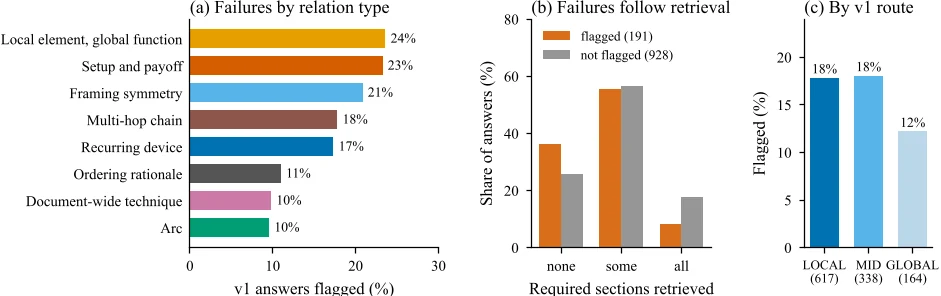 (a) Failures by relation type
Local element, global function
24%
Setup and payoff
23%
Framing symmetry
21%
Multi-hop chain
18%
Recurring device
17%
Ordering rationale
11%
Document-wide technique
10%
Arc
10%
0 10 20 30
v1 answers flagged (%)
(b) Failures follow retrieval
80
60
40
20
0
Share of answers (%)
flagged (191)
not flagged (928)
none some all
Required sections retrieved
(c) By v1 route
20
15
10
5
0
Flagged (%)
18% 18% 12%
LOCAL MID GLOBAL
(617) (338) (164)